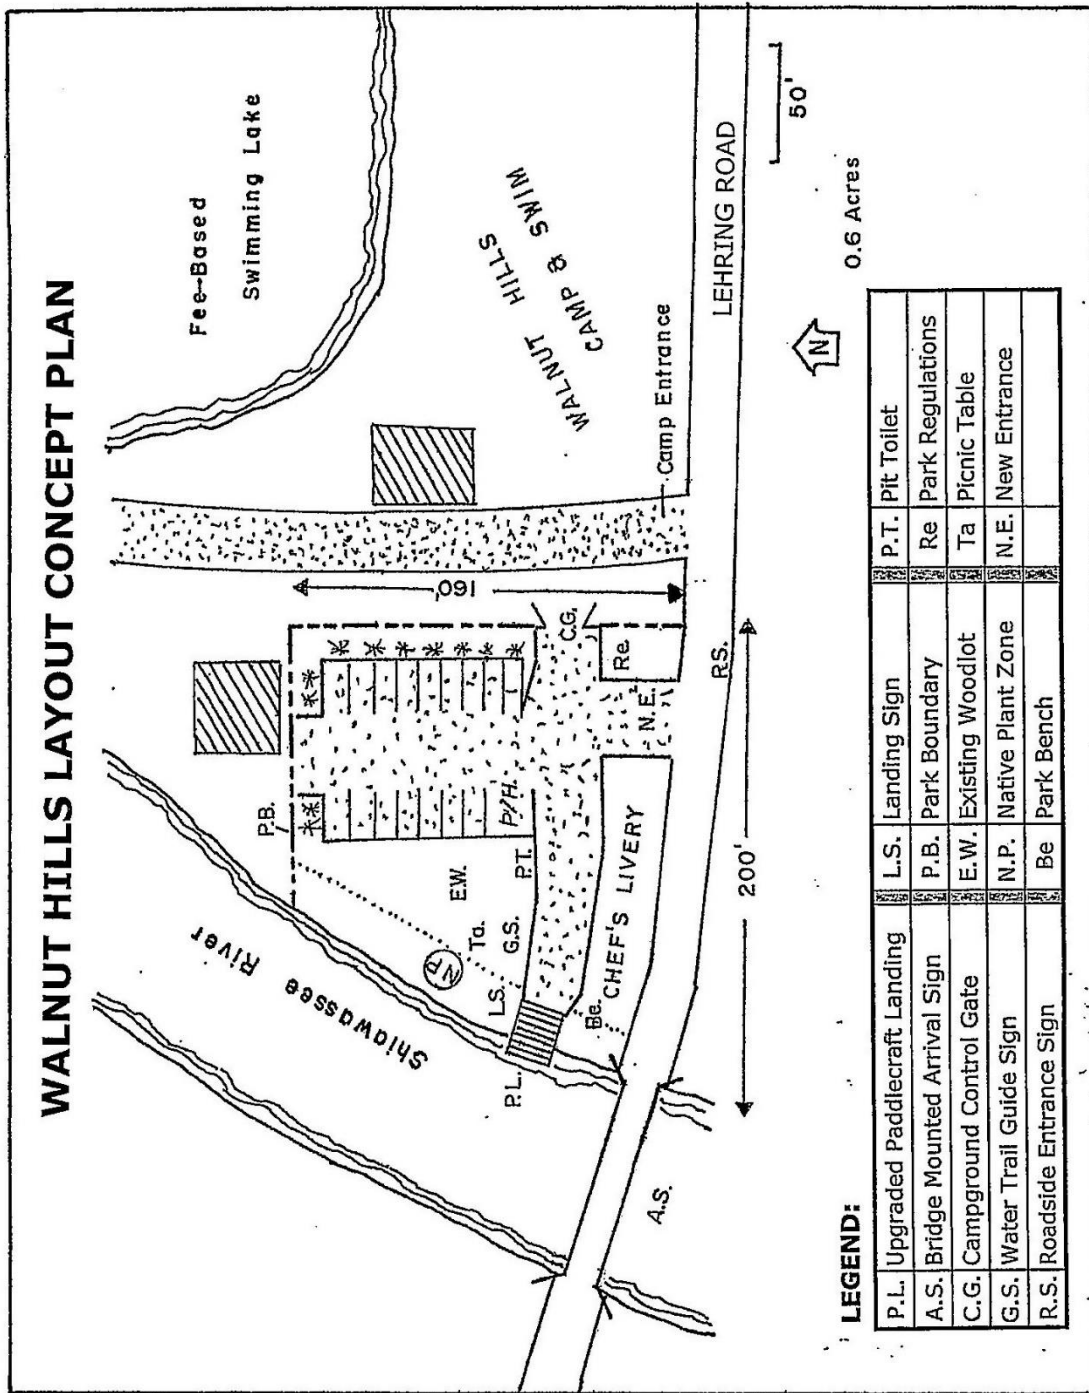 WALNUT HILLS LAYOUT CONCEPT PLAN
Fee-Based
Swimming Lake
Shiawassee River
P.B.
WALNUT HILLS
CAMP & SWIM
NP
E.W.
Ta.
L.S.
G.S.
P.T.
P/H.
160'
P.L.
C.G.
Camp Entrance
Be.
CHEF'S LIVERY
N.E.
Re.
A.S.
R.S.
LEHRING ROAD
200'
50'
N
0.6 Acres
LEGEND:
P.L. Upgraded Paddlecraft Landing L.S. Landing Sign P.T. Pit Toilet
A.S. Bridge Mounted Arrival Sign P.B. Park Boundary Re Park Regulations
C.G. Campground Control Gate E.W. Existing Woodlot Ta Picnic Table
G.S. Water Trail Guide Sign N.P. Native Plant Zone N.E. New Entrance
R.S. Roadside Entrance Sign Be Park Bench